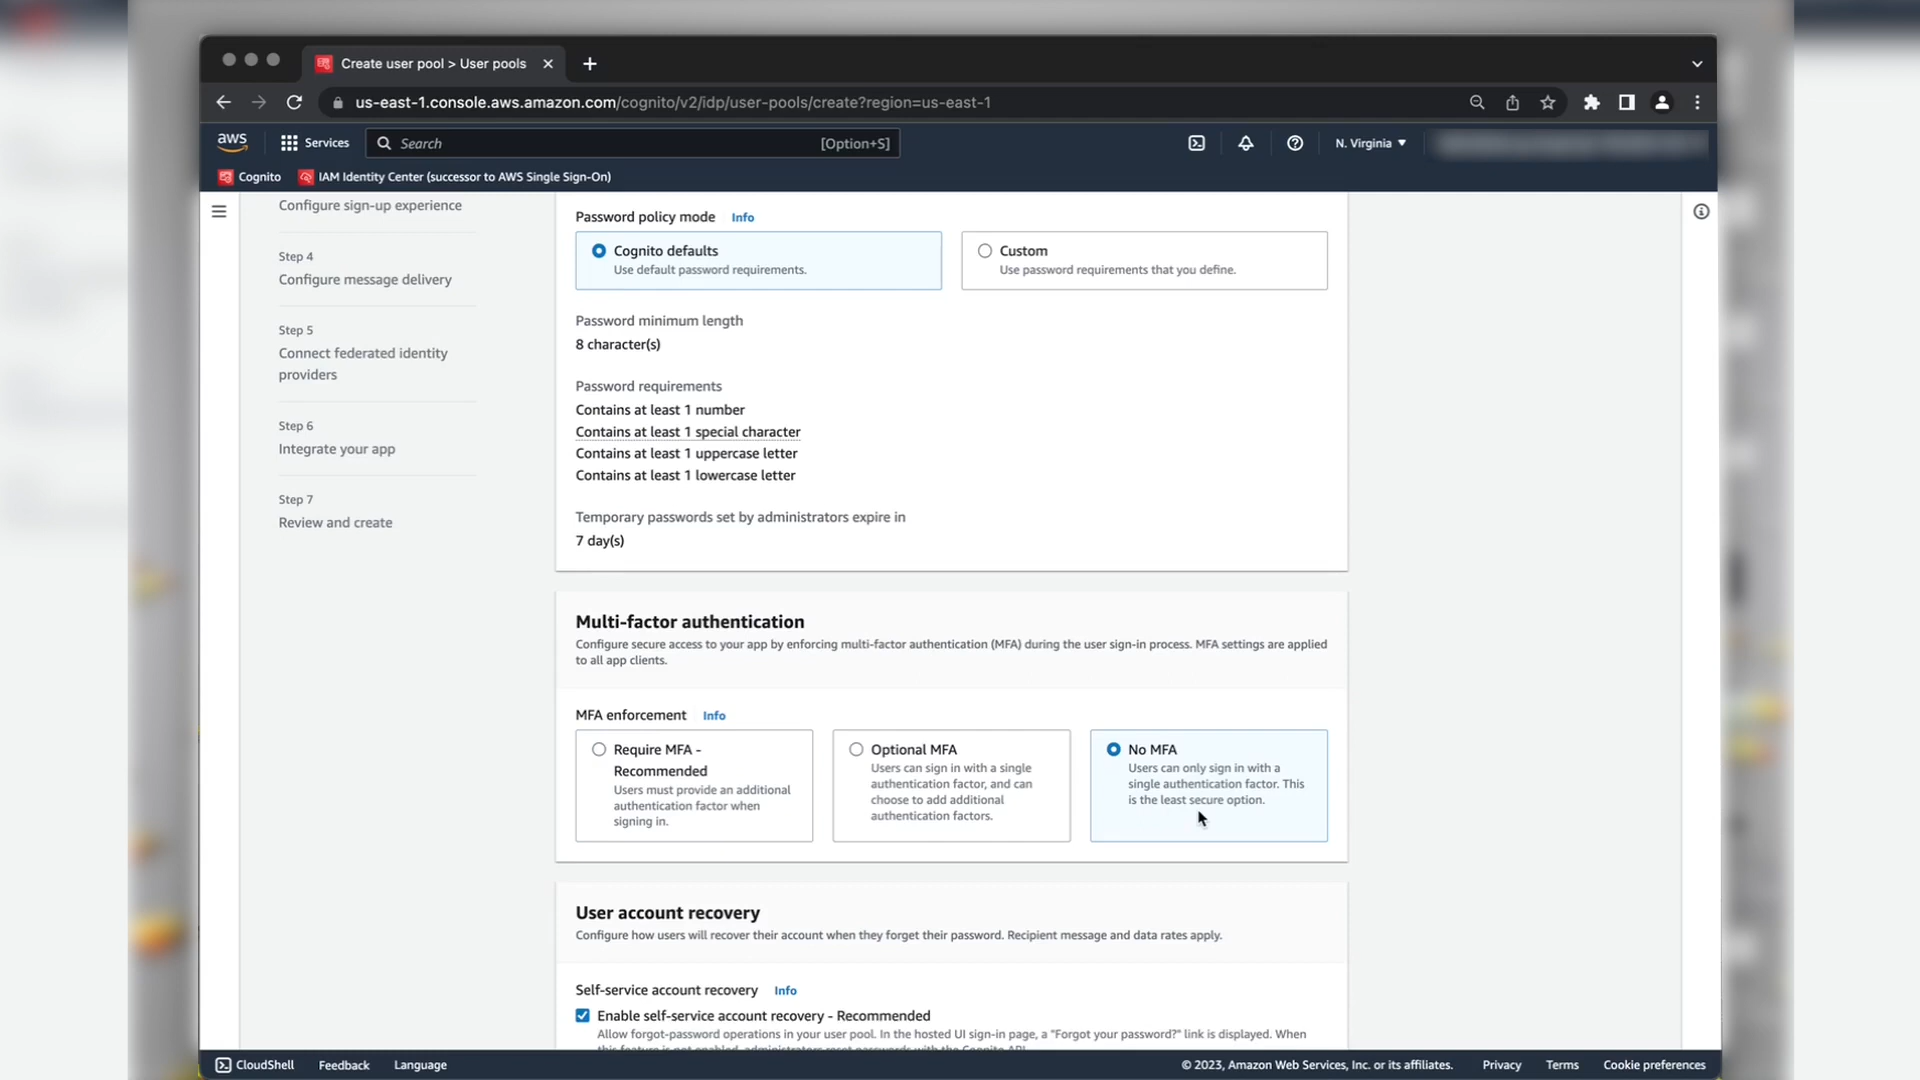 Create user pool > User pools
us-east-1.console.aws.amazon.com/cognito/v2/idp/user-pools/create?region=us-east-1
aws
Services
Search
[Option+S]
N. Virginia
Cognito
IAM Identity Center (successor to AWS Single Sign-On)
Configure sign-up experience
Step 4
Configure message delivery
Step 5
Connect federated identity
providers
Step 6
Integrate your app
Step 7
Review and create
Password policy mode Info
Cognito defaults
Use default password requirements.
Custom
Use password requirements that you define.
Password minimum length
8 character(s)
Password requirements
Contains at least 1 number
Contains at least 1 special character
Contains at least 1 uppercase letter
Contains at least 1 lowercase letter
Temporary passwords set by administrators expire in
7 day(s)
Multi-factor authentication
Configure secure access to your app by enforcing multi-factor authentication (MFA) during the user sign-in process. MFA settings are applied
to all app clients.
MFA enforcement Info
Require MFA -
Recommended
Users must provide an additional
authentication factor when
signing in.
Optional MFA
Users can sign in with a single
authentication factor, and can
choose to add additional
authentication factors.
No MFA
Users can only sign in with a
single authentication factor. This
is the least secure option.
User account recovery
Configure how users will recover their account when they forget their password. Recipient message and data rates apply.
Self-service account recovery Info
Enable self-service account recovery - Recommended
Allow forgot-password operations in your user pool. In the hosted UI sign-in page, a "Forgot your password?" link is displayed. When
this feature is not enabled, administrators reset passwords with the Cognito API.
CloudShell
Feedback
Language
© 2023, Amazon Web Services, Inc. or its affiliates.
Privacy
Terms
Cookie preferences